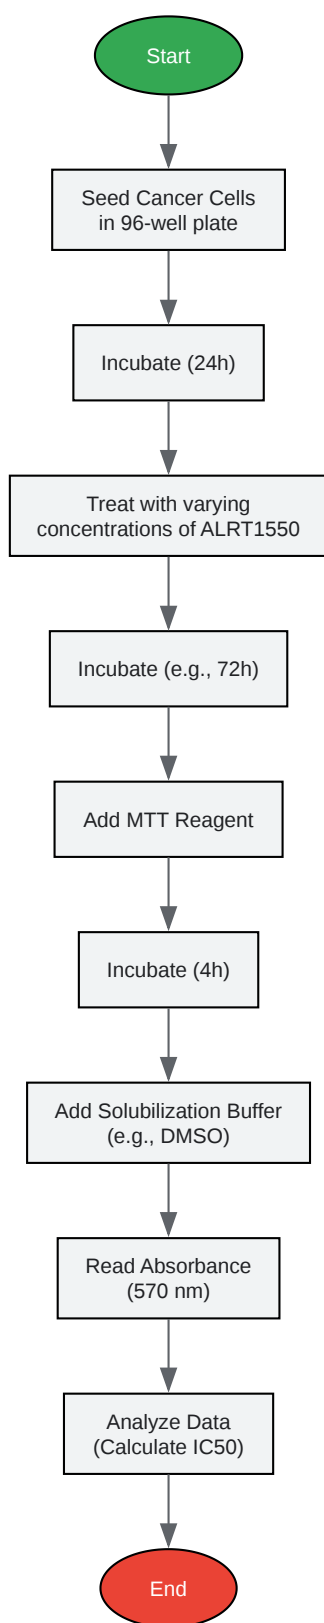 Start
Seed Cancer Cells
in 96-well plate
Incubate (24h)
Treat with varying
concentrations of ALRT1550
Incubate (e.g., 72h)
Add MTT Reagent
Incubate (4h)
Add Solubilization Buffer
(e.g., DMSO)
Read Absorbance
(570 nm)
Analyze Data
(Calculate IC50)
End